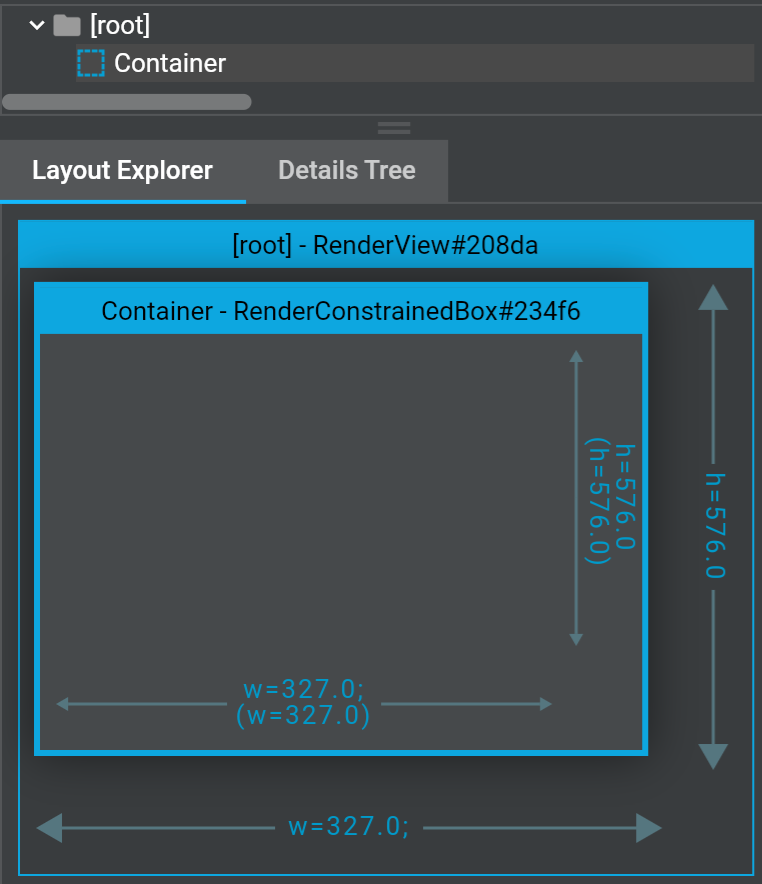 [root]
Container
Layout Explorer
Details Tree
[root] - RenderView#208da
Container - RenderConstrainedBox#234f6
h=576.0
(h=576.0)
h=576.0
w=327.0;
(w=327.0)
w=327.0;